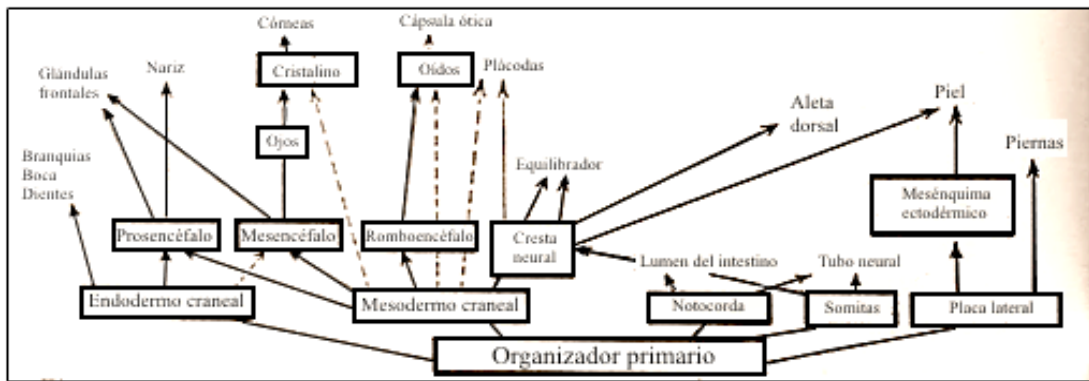 Córneas
Cápsula ótica
Glándulas
frontales
Nariz
Cristalino
Oídos
Plácodas
Aleta
dorsal
Piel
Ojos
Piernas
Branquias
Boca
Dientes
Equilibrador
Mesénquima
ectodérmico
Prosencéfalo
Mesencéfalo
Romboencéfalo
Cresta
neural
Lumen del intestino
Tubo neural
Endodermo craneal
Mesodermo craneal
Notocorda
Somitas
Placa lateral
Organizador primario